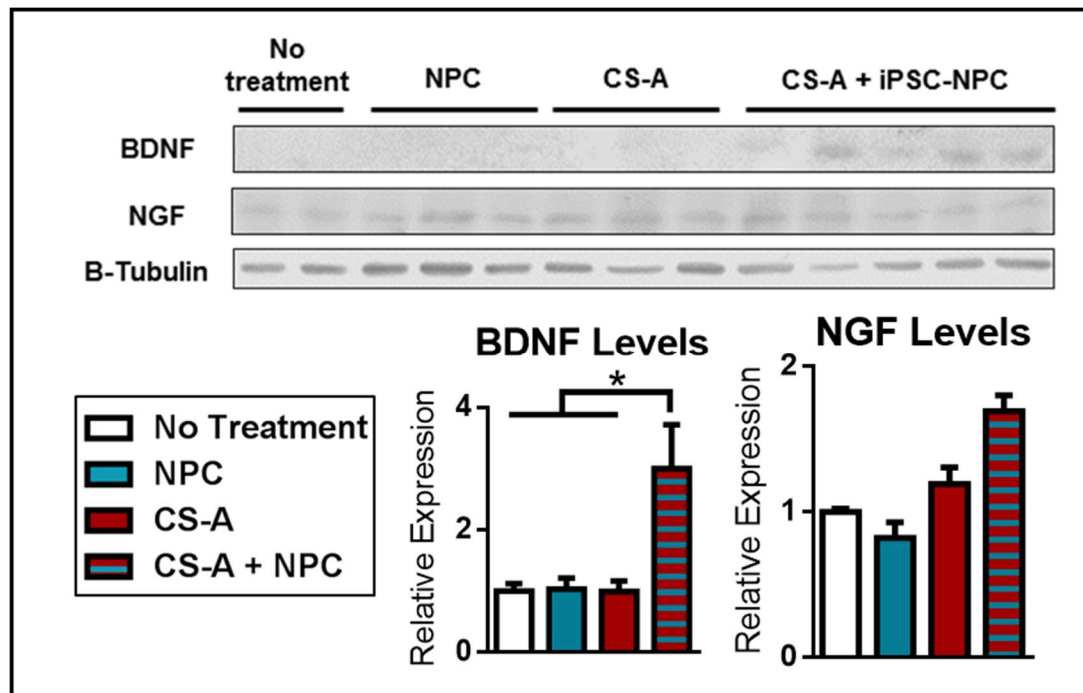 No
treatment
NPC
CS-A
CS-A + iPSC-NPC
BDNF
NGF
B-Tubulin
No Treatment
NPC
CS-A
CS-A + NPC
BDNF Levels
Relative Expression
4
2
0
*
NGF Levels
Relative Expression
2
1
0